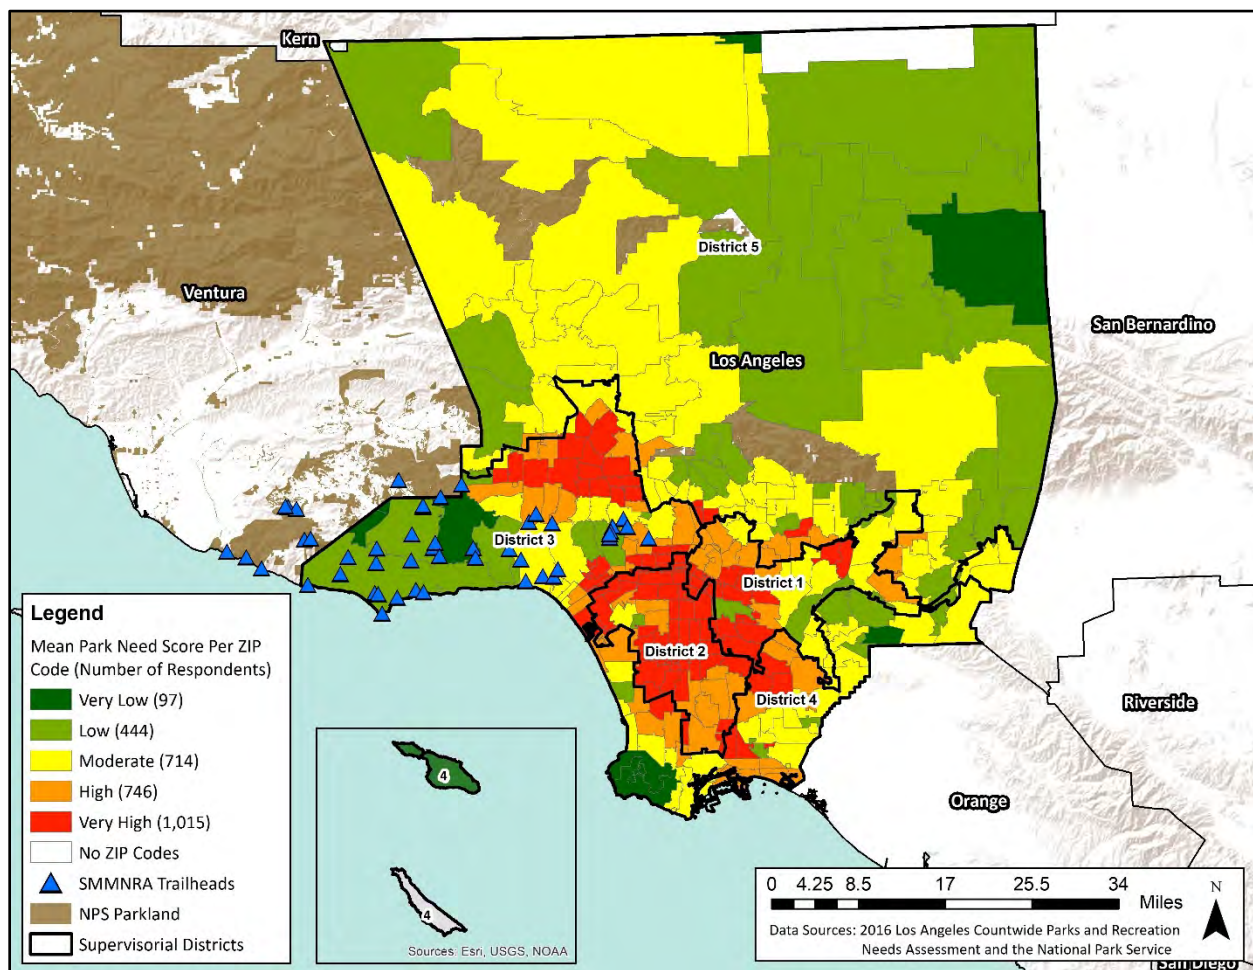 Kern
Ventura
District 5
San Bernardino
Los Angeles
District 3
District 1
District 2
District 4
Riverside
Orange
San Diego
Legend
Mean Park Need Score Per ZIP
Code (Number of Respondents)
Very Low (97)
Low (444)
Moderate (714)
High (746)
Very High (1,015)
No ZIP Codes
SMMNRA Trailheads
NPS Parkland
Supervisorial Districts
4
4
Sources: Esri, USGS, NOAA
0 4.25 8.5 17 25.5 34
Miles
N
Data Sources: 2016 Los Angeles Countwide Parks and Recreation
Needs Assessment and the National Park Service